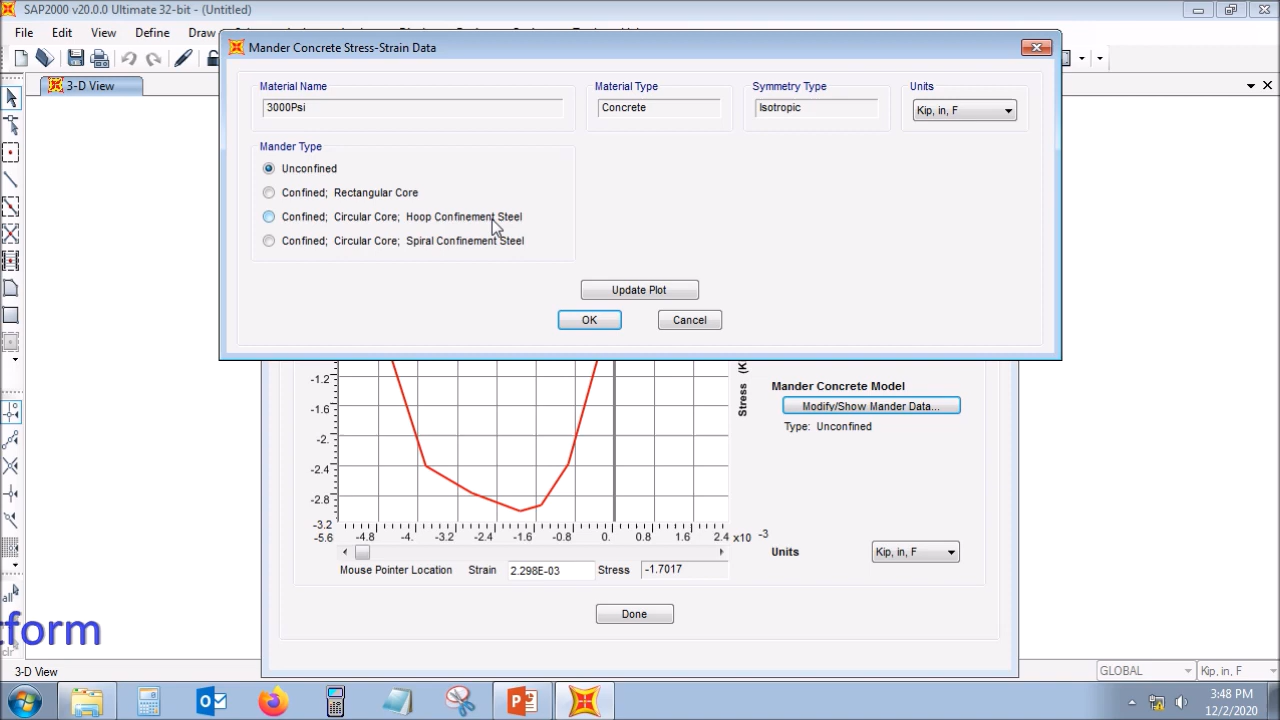 SAP2000 v20.0.0 Ultimate 32-bit - (Untitled)
File Edit View Define Draw
Mander Concrete Stress-Strain Data
3-D View
Material Name Material Type Symmetry Type Units
3000Psi Concrete Isotropic Kip, in, F
Mander Type
Unconfined
Confined; Rectangular Core
Confined; Circular Core; Hoop Confinement Steel
Confined; Circular Core; Spiral Confinement Steel
Update Plot
OK Cancel
-1.2
-1.6
-2.
-2.4
-2.8
-3.2
-5.6 -4.8 -4. -3.2 -2.4 -1.6 -0.8 0. 0.8 1.6 2.4 x10 -3
Stress (K
Mander Concrete Model
Modify/Show Mander Data...
Type: Unconfined
Units Kip, in, F
Mouse Pointer Location Strain 2.298E-03 Stress -1.7017
Done
all
tform
clr
3-D View GLOBAL Kip, in, F
3:48 PM
12/2/2020